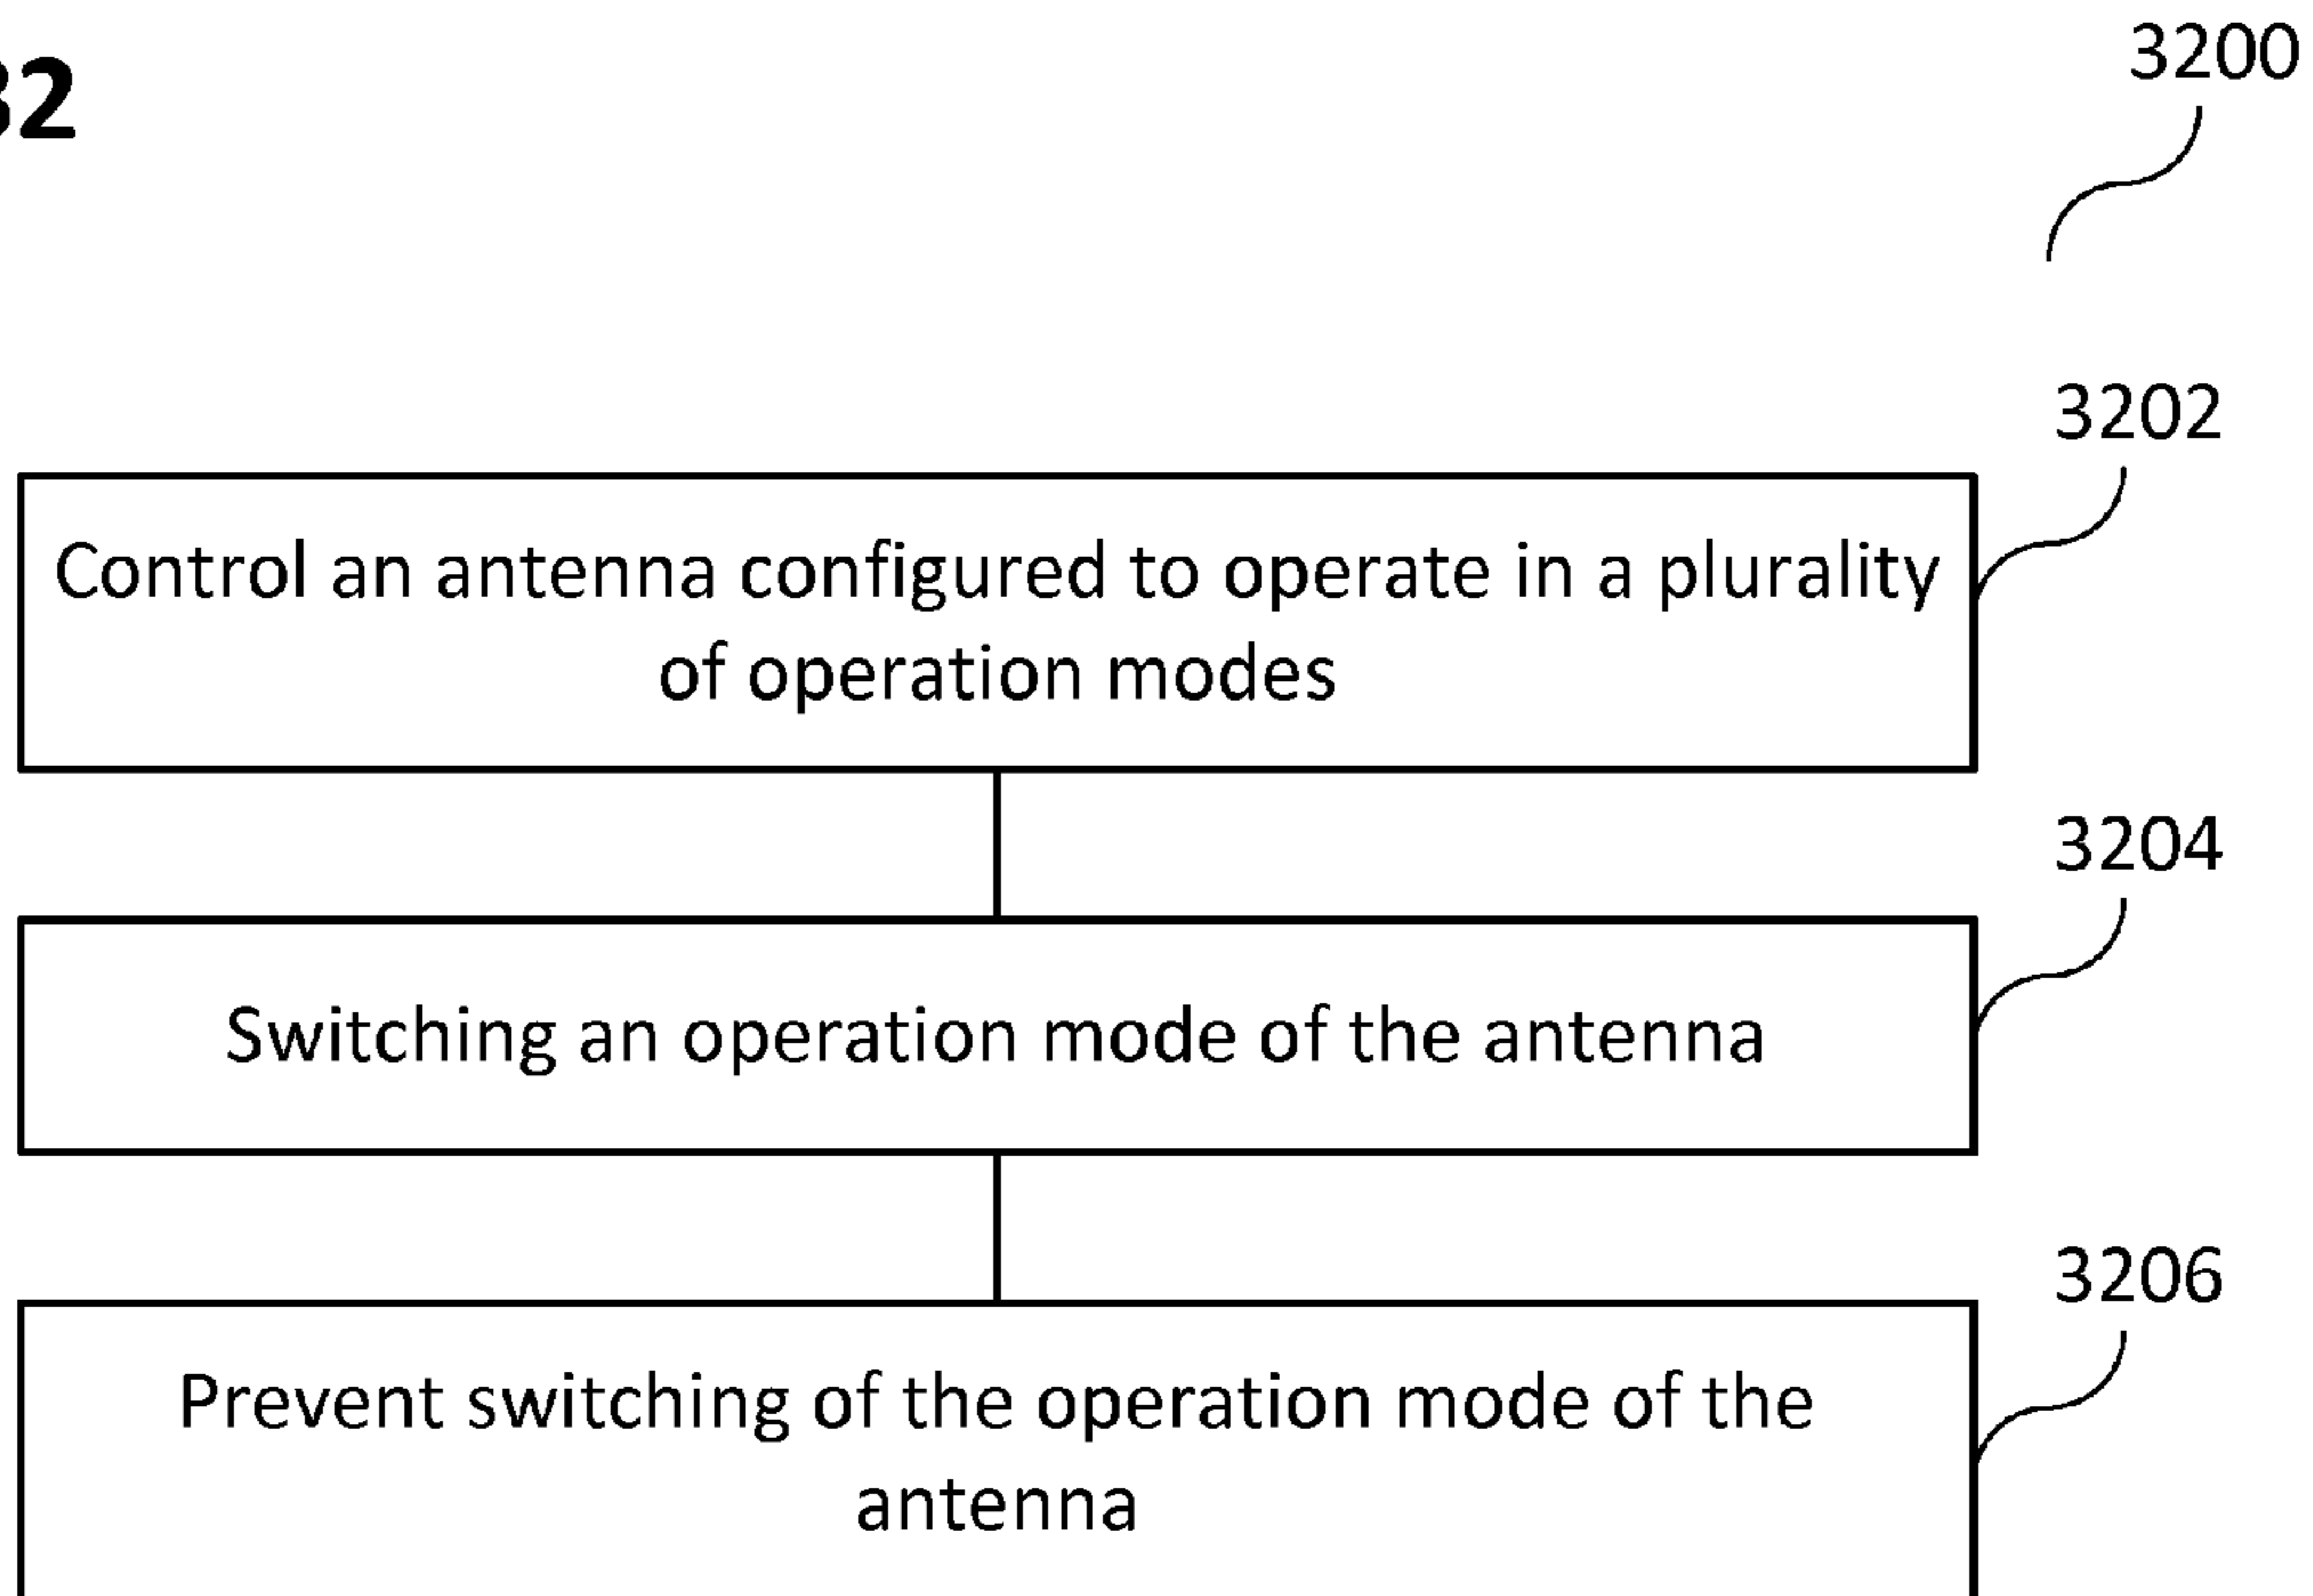 32
3200
3202
Control an antenna configured to operate in a plurality
of operation modes
3204
Switching an operation mode of the antenna
3206
Prevent switching of the operation mode of the
antenna